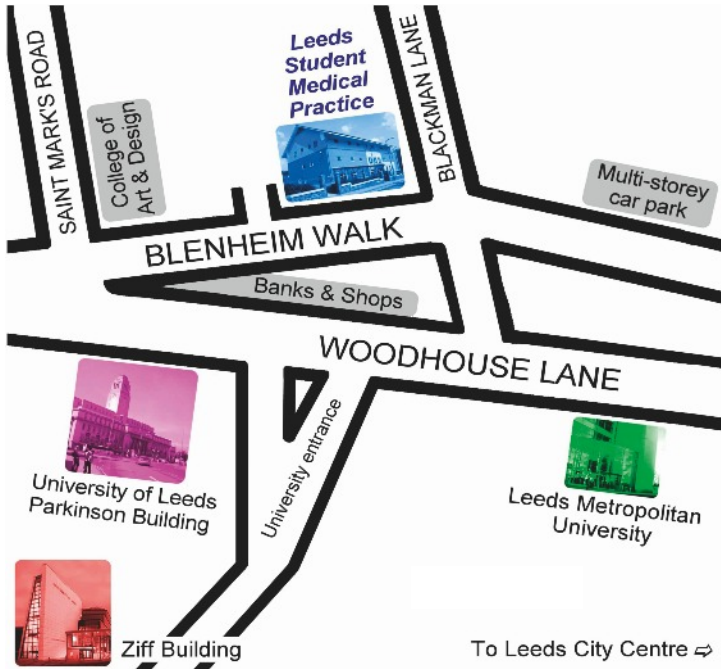 SAINT MARK'S ROAD
College of
Art & Design
Leeds
Student
Medical
Practice
BLACKMAN LANE
Multi-storey
car park
BLENHEIM WALK
Banks & Shops
WOODHOUSE LANE
University of Leeds
Parkinson Building
University entrance
Leeds Metropolitan
University
Ziff Building
To Leeds City Centre ⇨